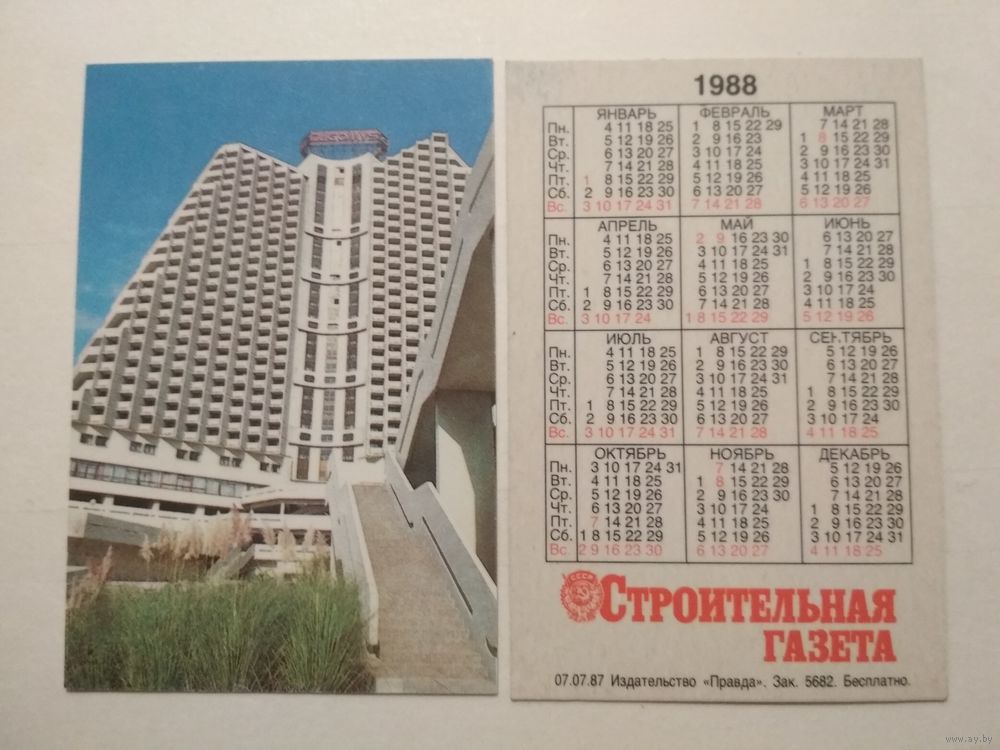 1988
ЯНВАРЬ ФЕВРАЛЬ МАРТ
Пн. 4 11 18 25 1 8 15 22 29 7 14 21 28
Вт. 5 12 19 26 2 9 16 23 1 8 15 22 29
Ср. 6 13 20 27 3 10 17 24 2 9 16 23 30
Чт. 7 14 21 28 4 11 18 25 3 10 17 24 31
Пт. 1 8 15 22 29 5 12 19 26 4 11 18 25
Сб. 2 9 16 23 30 6 13 20 27 5 12 19 26
Вс. 3 10 17 24 31 7 14 21 28 6 13 20 27
АПРЕЛЬ МАЙ ИЮНЬ
Пн. 4 11 18 25 2 9 16 23 30 6 13 20 27
Вт. 5 12 19 26 3 10 17 24 31 7 14 21 28
Ср. 6 13 20 27 4 11 18 25 1 8 15 22 29
Чт. 7 14 21 28 5 12 19 26 2 9 16 23 30
Пт. 1 8 15 22 29 6 13 20 27 3 10 17 24
Сб. 2 9 16 23 30 7 14 21 28 4 11 18 25
Вс. 3 10 17 24 1 8 15 22 29 5 12 19 26
ИЮЛЬ АВГУСТ СЕНТЯБРЬ
Пн. 4 11 18 25 1 8 15 22 29 5 12 19 26
Вт. 5 12 19 26 2 9 16 23 30 6 13 20 27
Ср. 6 13 20 27 3 10 17 24 31 7 14 21 28
Чт. 7 14 21 28 4 11 18 25 1 8 15 22 29
Пт. 1 8 15 22 29 5 12 19 26 2 9 16 23 30
Сб. 2 9 16 23 30 6 13 20 27 3 10 17 24
Вс. 3 10 17 24 31 7 14 21 28 4 11 18 25
ОКТЯБРЬ НОЯБРЬ ДЕКАБРЬ
Пн. 3 10 17 24 31 7 14 21 28 5 12 19 26
Вт. 4 11 18 25 1 8 15 22 29 6 13 20 27
Ср. 5 12 19 26 2 9 16 23 30 7 14 21 28
Чт. 6 13 20 27 3 10 17 24 1 8 15 22 29
Пт. 7 14 21 28 4 11 18 25 2 9 16 23 30
Сб. 1 8 15 22 29 5 12 19 26 3 10 17 24 31
Вс. 2 9 16 23 30 6 13 20 27 4 11 18 25
СССР
СТРОИТЕЛЬНАЯ
ГАЗЕТА
07.07.87 Издательство «Правда». Зак. 5682. Бесплатно.
www.ay.by